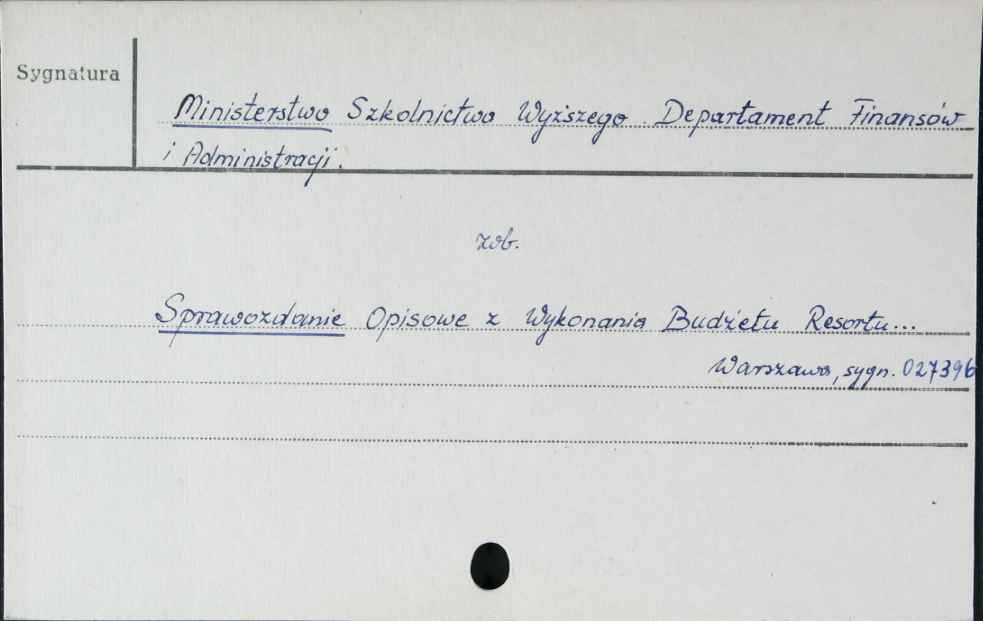 Sygnatura
Ministerstwo Szkolnictwa Wyższego. Departament Finansów
i Administracji.
zob.
Sprawozdanie Opisowe z Wykonania Budżetu Resortu...
Warszawa, sygn. 027396